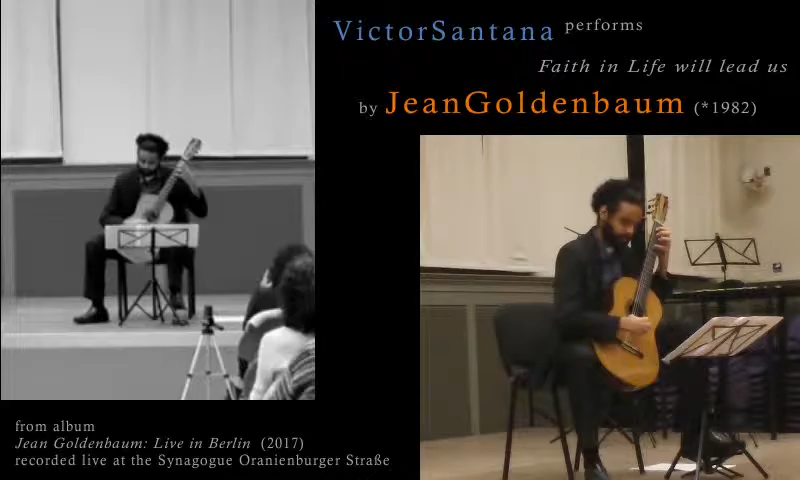 VictorSantana performs
Faith in Life will lead us
by JeanGoldenbaum (*1982)
from album
Jean Goldenbaum: Live in Berlin (2017)
recorded live at the Synagogue Oranienburger Straße